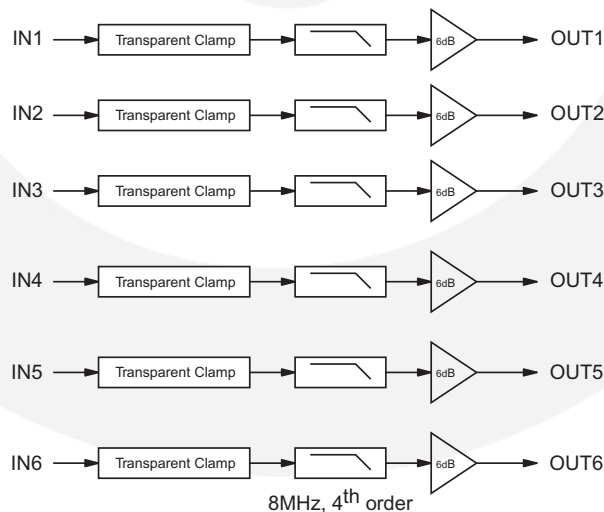 IN1 Transparent Clamp 6dB OUT1
IN2 Transparent Clamp 6dB OUT2
IN3 Transparent Clamp 6dB OUT3
IN4 Transparent Clamp 6dB OUT4
IN5 Transparent Clamp 6dB OUT5
IN6 Transparent Clamp 6dB OUT6
8MHz, 4th order